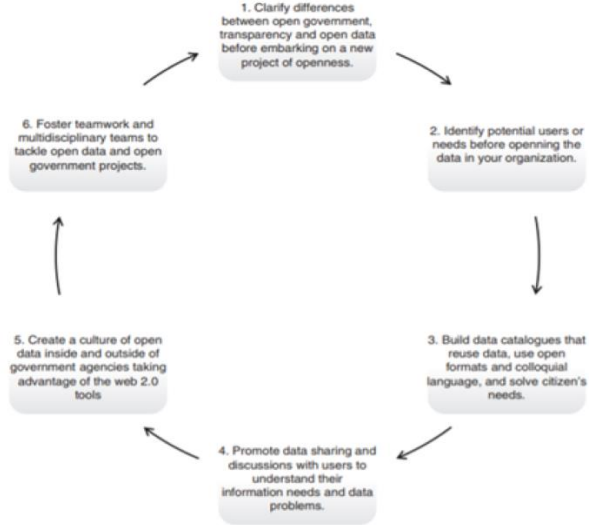 1. Clarify differences
between open government,
transparency and open data
before embarking on a new
project of openness.
2. Identify potential users or
needs before openning the
data in your organization.
3. Build data catalogues that
reuse data, use open
formats and colloquial
language, and solve citizen's
needs.
4. Promote data sharing and
discussions with users to
understand their
information needs and data
problems.
5. Create a culture of open
data inside and outside of
government agencies taking
advantage of the web 2.0
tools
6. Foster teamwork and
multidisciplinary teams to
tackle open data and open
government projects.